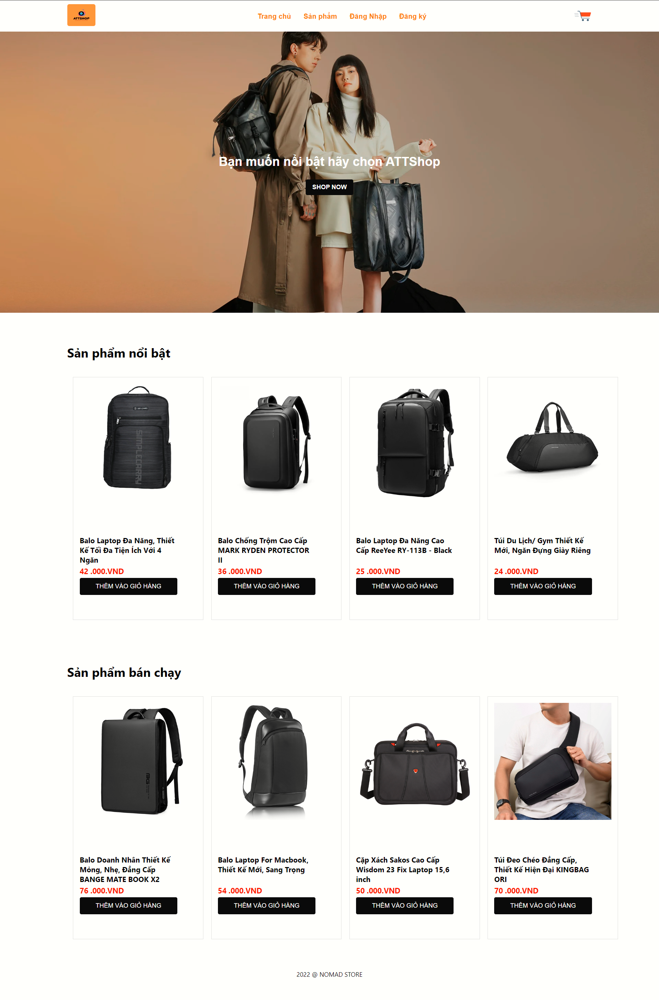 ATTSHOP
Trang chủ
Sản phẩm
Đăng Nhập
Đăng ký
Bạn muốn nổi bật hãy chọn ATTShop
SHOP NOW
Sản phẩm nổi bật
SIMPLECARRY
SIMPLECARRY
Balo Laptop Đa Năng, Thiết
Kế Tối Đa Tiện Ích Với 4
Ngăn
42 .000.VND
THÊM VÀO GIỎ HÀNG
Balo Chống Trộm Cao Cấp
MARK RYDEN PROTECTOR
II
36 .000.VND
THÊM VÀO GIỎ HÀNG
Balo Laptop Đa Năng Cao
Cấp ReeYee RY-113B - Black
25 .000.VND
THÊM VÀO GIỎ HÀNG
Túi Du Lịch/ Gym Thiết Kế
Mới, Ngăn Đựng Giày Riêng
24 .000.VND
THÊM VÀO GIỎ HÀNG
Sản phẩm bán chạy
BG
Balo Doanh Nhân Thiết Kế
Mỏng, Nhẹ, Đẳng Cấp
BANGE MATE BOOK X2
76 .000.VND
THÊM VÀO GIỎ HÀNG
Balo Laptop For Macbook,
Thiết Kế Mới, Sang Trọng
54 .000.VND
THÊM VÀO GIỎ HÀNG
Cặp Xách Sakos Cao Cấp
Wisdom 23 Fix Laptop 15,6
inch
50 .000.VND
THÊM VÀO GIỎ HÀNG
Túi Đeo Chéo Đẳng Cấp,
Thiết Kế Hiện Đại KINGBAG
ORI
70 .000.VND
THÊM VÀO GIỎ HÀNG
2022 @ NOMAD STORE